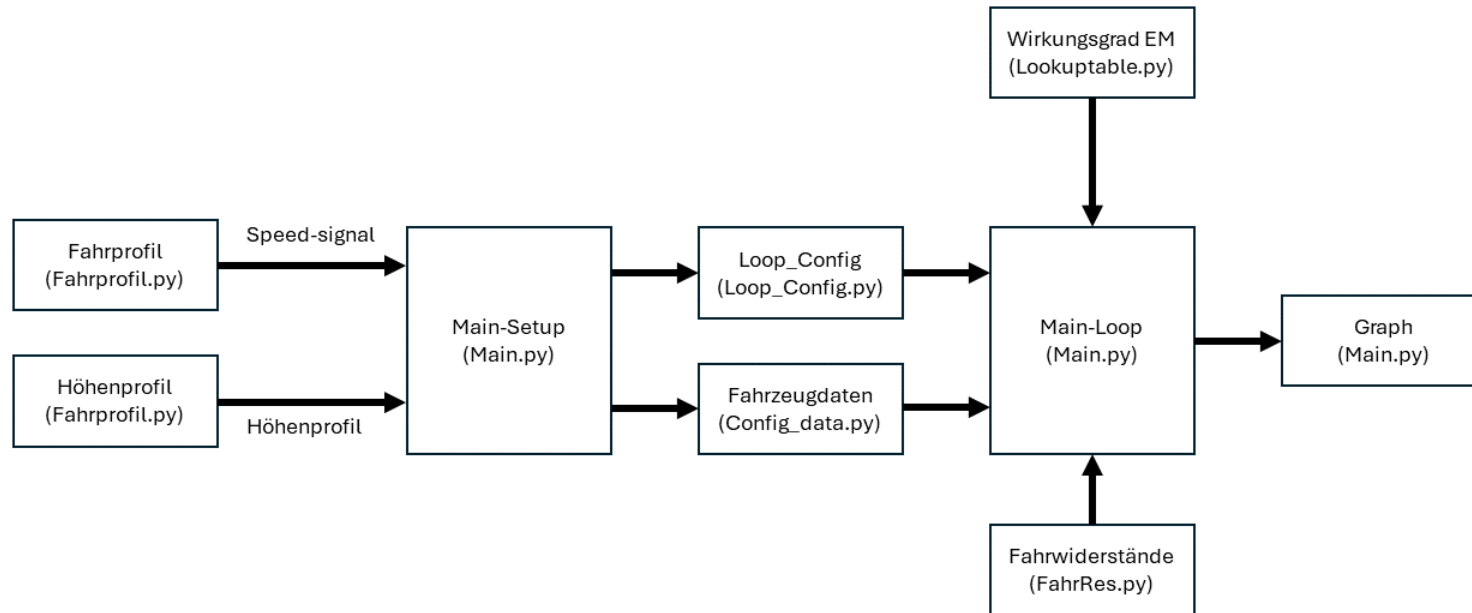 Wirkungsgrad EM
(Lookuptable.py)
Fahrprofil
(Fahrprofil.py)
Speed-signal
Höhenprofil
(Fahrprofil.py)
Höhenprofil
Main-Setup
(Main.py)
Loop_Config
(Loop_Config.py)
Fahrzeugdaten
(Config_data.py)
Main-Loop
(Main.py)
Graph
(Main.py)
Fahrwiderstände
(FahrRes.py)